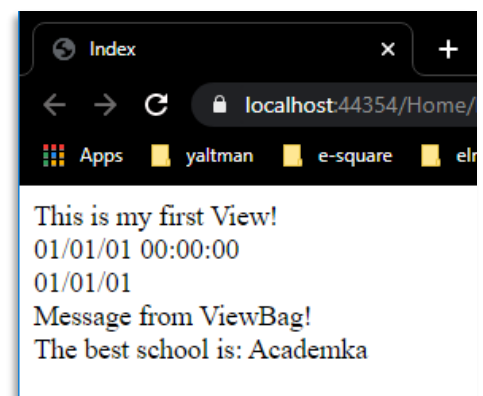 Index
localhost:44354/Home/
Apps yaltman e-square
This is my first View!
01/01/01 00:00:00
01/01/01
Message from ViewBag!
The best school is: Academka